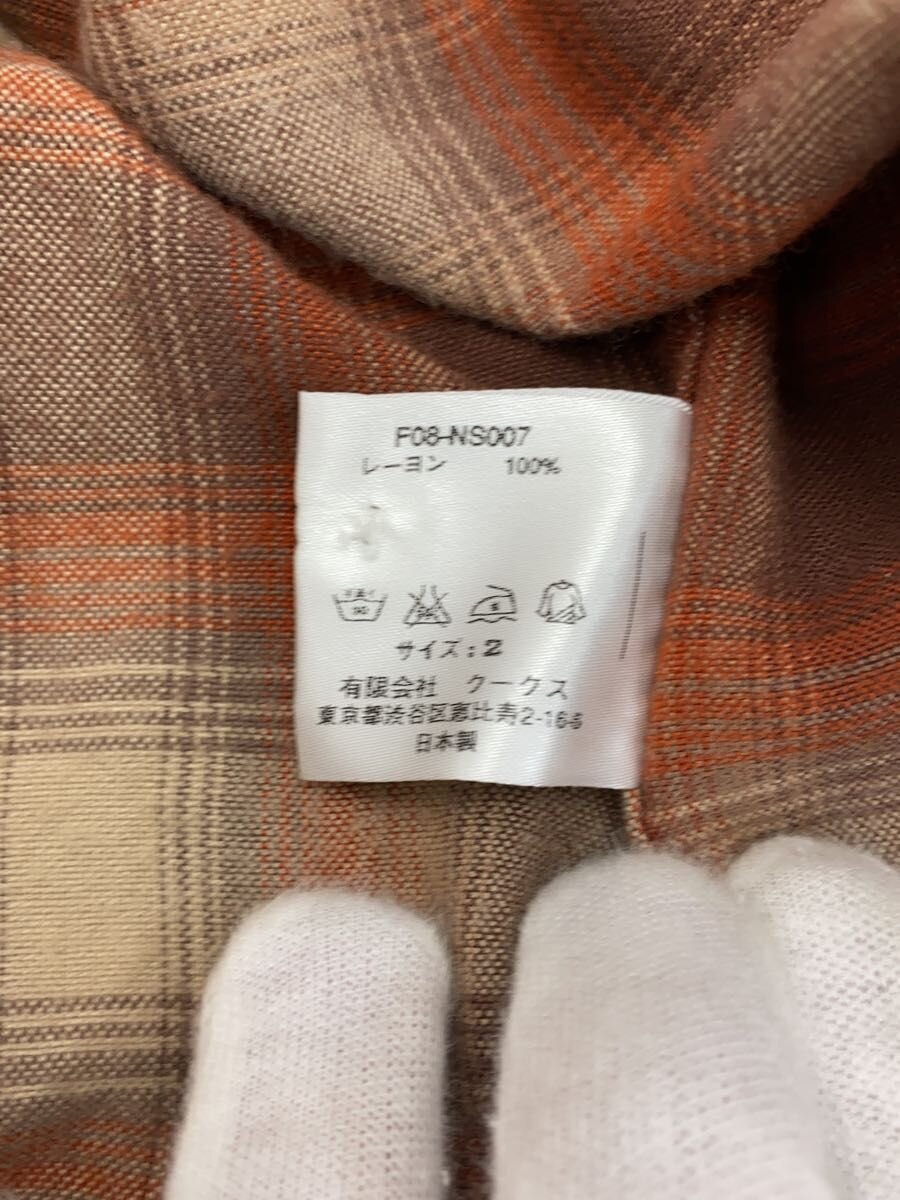 F08-NS007
レーヨン 100%
サイズ:2
有限会社 クークス
東京都渋谷区恵比寿2-16-6
日本製